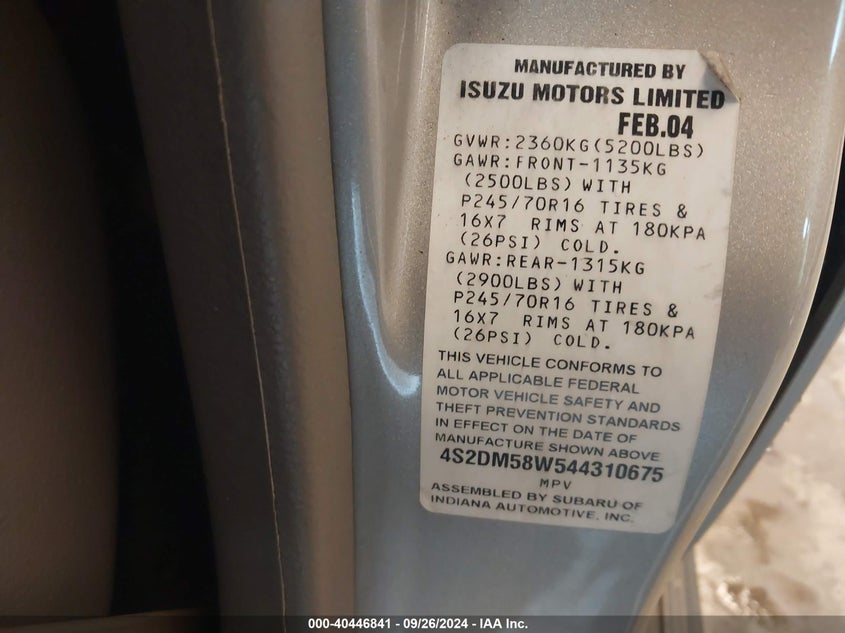 MANUFACTURED BY
ISUZU MOTORS LIMITED
FEB.04
GVWR:2360KG(5200LBS)
GAWR:FRONT-1135KG
(2500LBS) WITH
P245/70R16 TIRES &
16X7 RIMS AT 180KPA
(26PSI) COLD.
GAWR:REAR-1315KG
(2900LBS) WITH
P245/70R16 TIRES &
16X7 RIMS AT 180KPA
(26PSI) COLD.
THIS VEHICLE CONFORMS TO
ALL APPLICABLE FEDERAL
MOTOR VEHICLE SAFETY AND
THEFT PREVENTION STANDARDS
IN EFFECT ON THE DATE OF
MANUFACTURE SHOWN ABOVE
4S2DM58W544310675
MPV
ASSEMBLED BY SUBARU OF
INDIANA AUTOMOTIVE, INC.
000-40446841 - 09/26/2024 - IAA Inc.